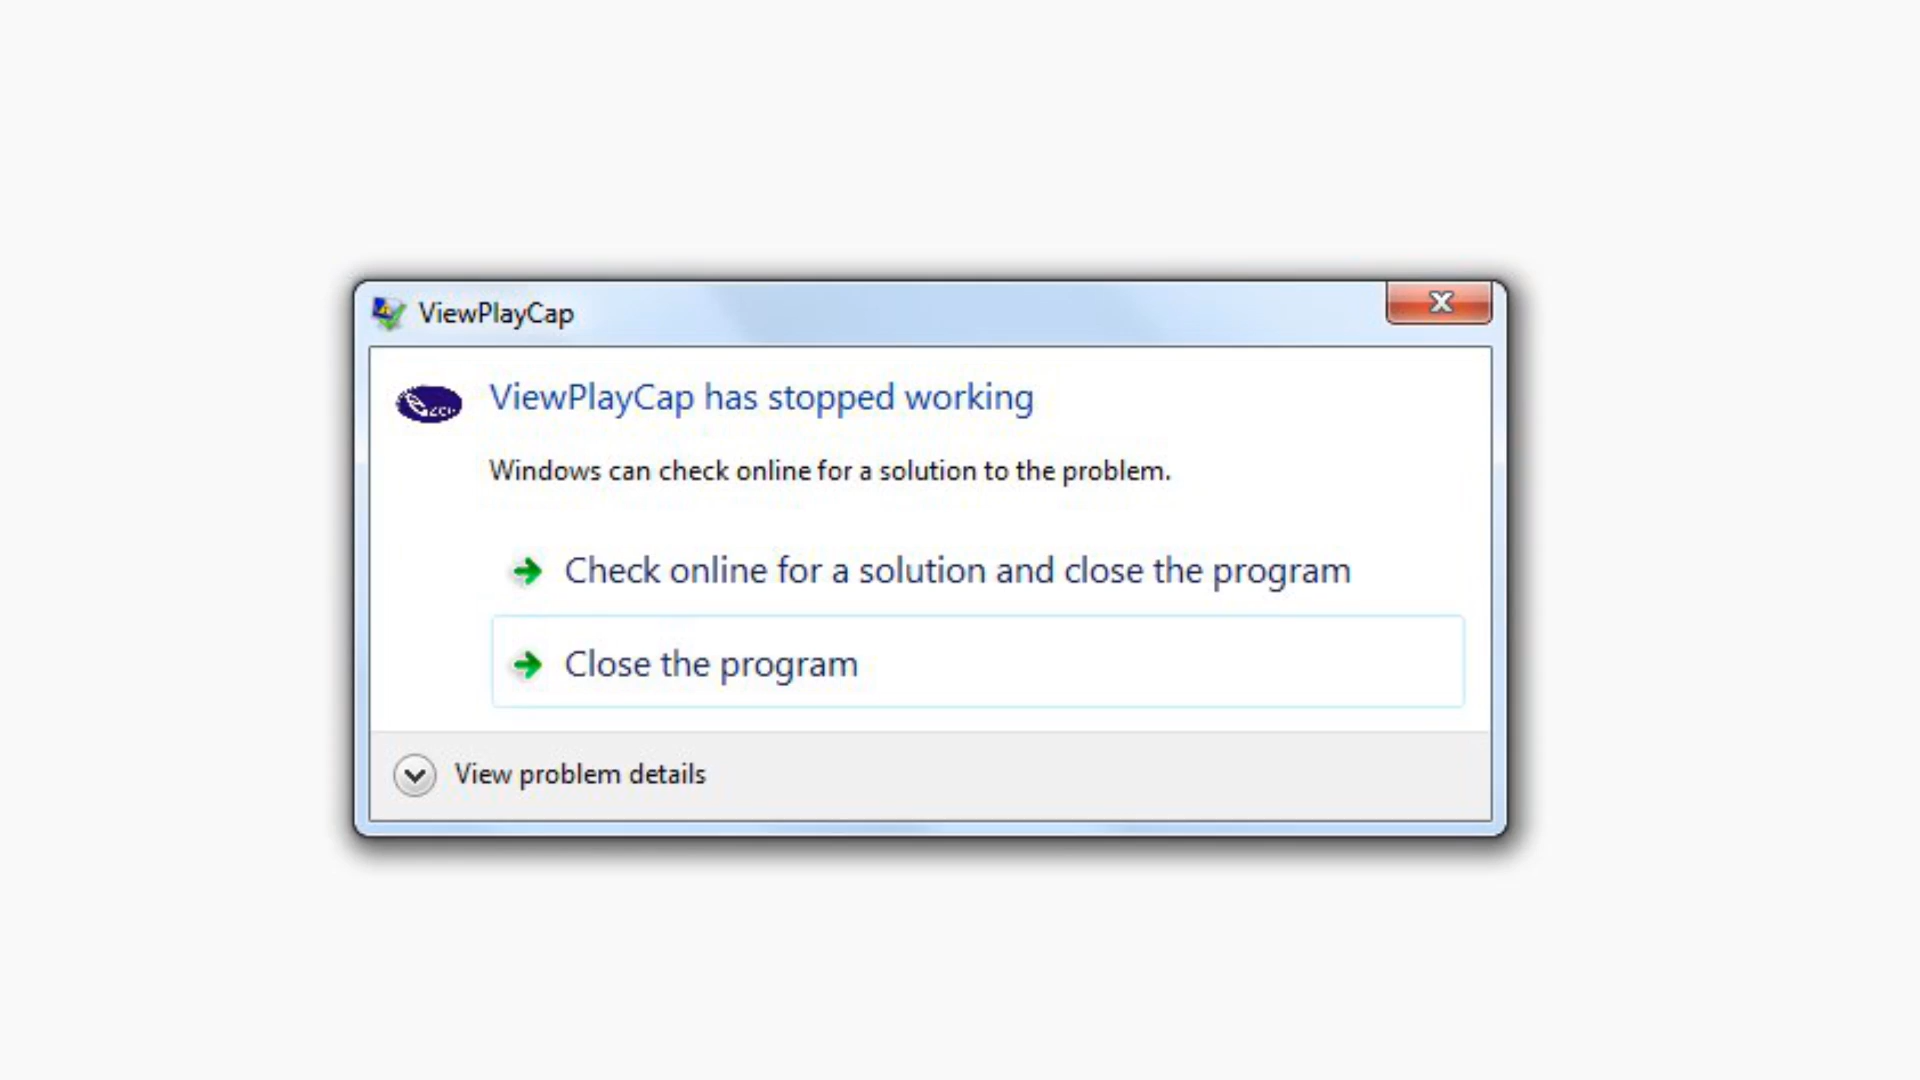 ViewPlayCap
ViewPlayCap has stopped working
Windows can check online for a solution to the problem.
Check online for a solution and close the program
Close the program
View problem details